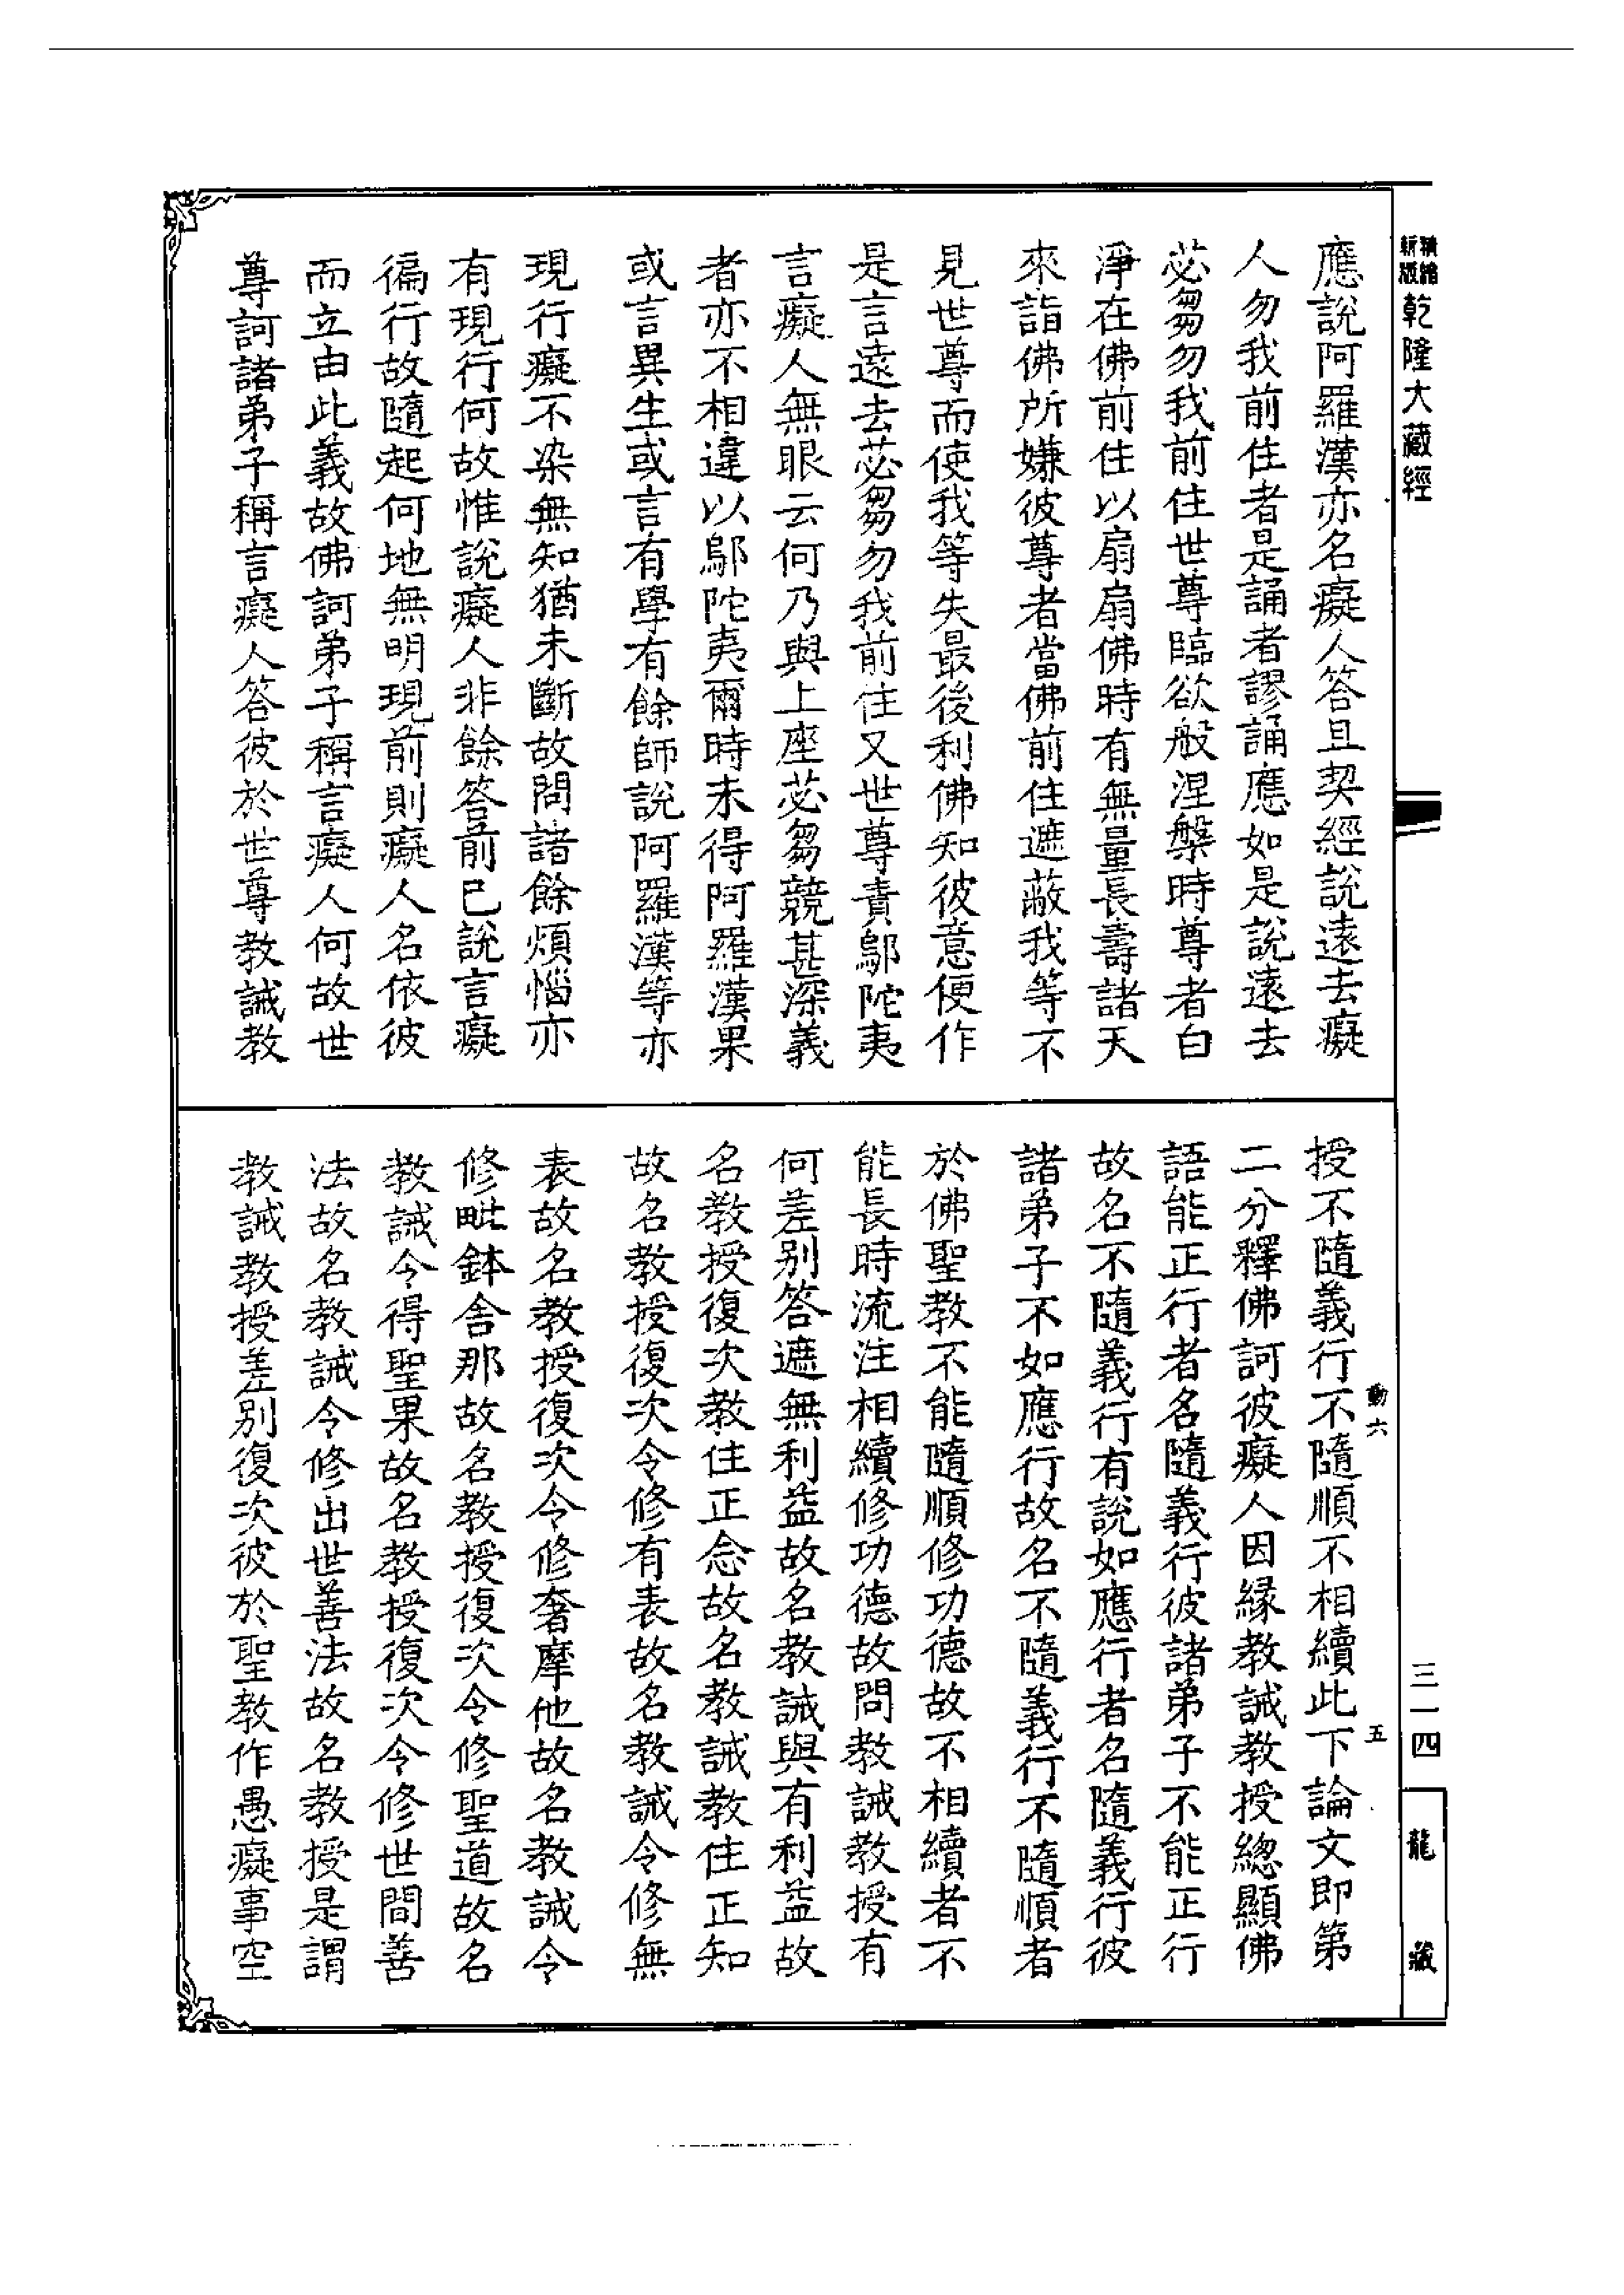 精縮新版乾隆大藏經
應說阿羅漢亦名癡人答且契經說遠去癡
人勿我前住者是誦者謬誦應如是說遠去
苾芻勿我前住世尊臨欲般涅槃時尊者白
淨在佛前住以扇扇佛時有無量長壽諸天
來詣佛所嫌彼尊者當佛前住遮蔽我等不
見世尊而使我等失最後利佛知彼意便作
是言遠去苾芻勿我前住又世尊責鄔陀夷
言癡人無眼云何乃與上座苾芻競甚深義
者亦不相違以鄔陀夷爾時未得阿羅漢果
或言異生或言有學有餘師說阿羅漢等亦
現行癡不染無知猶未斷故問諸餘煩惱亦
有現行何故惟說癡人非餘答前已說言癡
徧行故隨起何地無明現前則癡人名依彼
而立由此義故佛訶弟子稱言癡人何故世
尊訶諸弟子稱言癡人答彼於世尊教誡教
授不隨義行不隨順不相續此下論文即第
二分釋佛訶彼癡人因緣教誡教授總顯佛
語能正行者名隨義行彼諸弟子不能正行
故名不隨義行有說如應行者名隨義行彼
諸弟子不如應行故名不隨義行不隨順者
於佛聖教不能隨順修功德故不相續者不
能長時流注相續修功德故問教誡教授有
何差別答遮無利益故名教誡與有利益故
名教授復次教住正念故名教誡教住正知
故名教授復次令修有表故名教誡令修無
表故名教授復次令修奢摩他故名教誡令
修毗鉢舍那故名教授復次令修聖道故名
教誡令得聖果故名教授復次令修世間善
法故名教誡令修出世善法故名教授是謂
教誡教授差別復次彼於聖教作愚癡事空
動六
五
三一四
龍藏